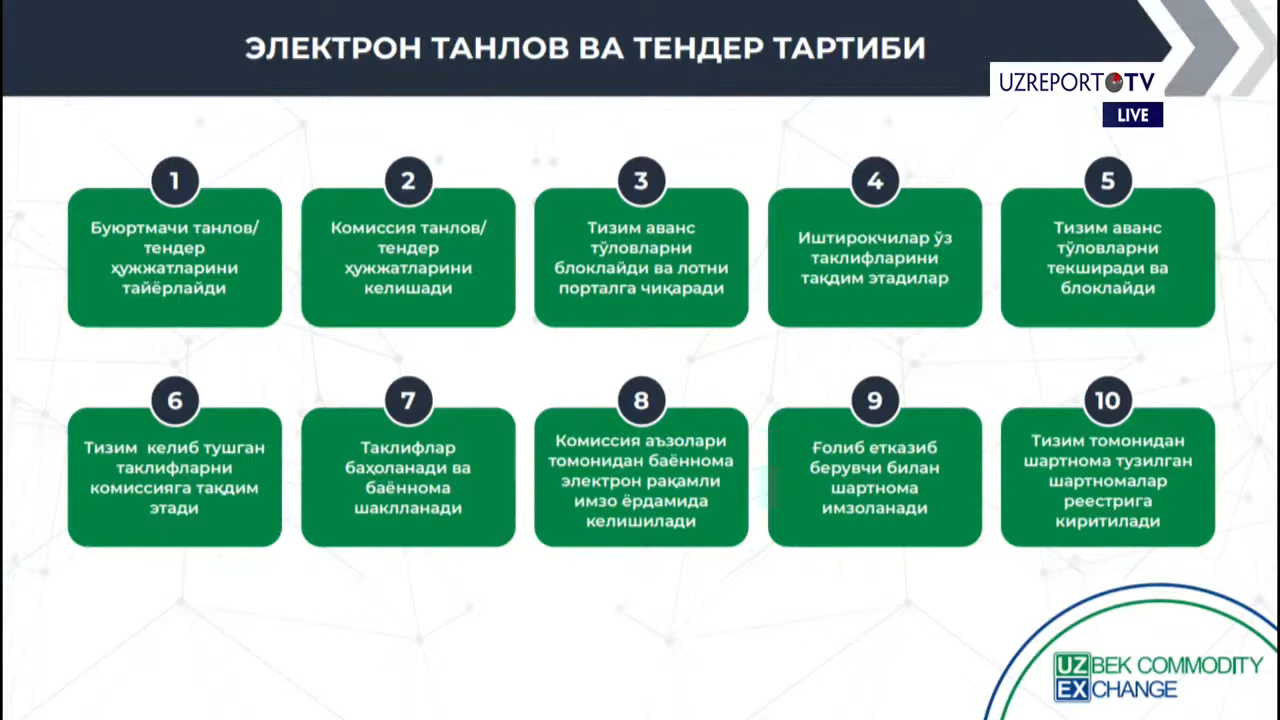 ЭЛЕКТРОН ТАНЛОВ ВА ТЕНДЕР ТАРТИБИ
UZREPORT TV
LIVE
1
Буюртмачи танлов/
тендер
ҳужжатларини
тайёрлайди
2
Комиссия танлов/
тендер
ҳужжатларини
келишади
3
Тизим аванс
тўловларни
блоклайди ва лотни
порталга чиқаради
4
Иштирокчилар ўз
таклифларини
тақдим этадилар
5
Тизим аванс
тўловларни
текширади ва
блоклайди
6
Тизим келиб тушган
таклифларни
комиссияга тақдим
этади
7
Таклифлар
баҳоланади ва
баённома
шаклланади
8
Комиссия аъзолари
томонидан баённома
электрон рақамли
имзо ёрдамида
келишилади
9
Ғолиб етказиб
берувчи билан
шартнома
имзоланади
10
Тизим томонидан
шартнома тузилган
шартномалар
реестрига
киритилади
UZBEK COMMODITY
EXCHANGE